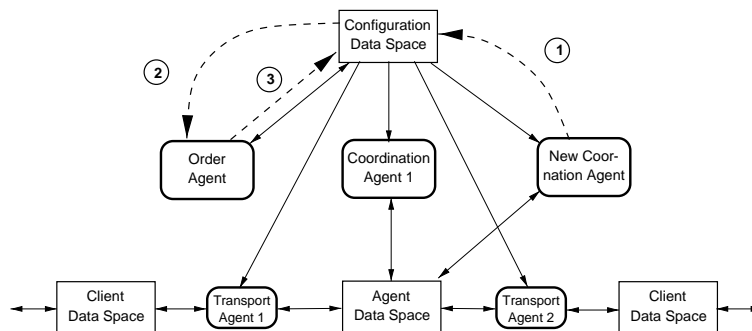 Configuration
Data Space
1
2
3
Order
Agent
Coordination
Agent 1
New Coor-
nation Agent
Client
Data Space
Transport
Agent 1
Agent
Data Space
Transport
Agent 2
Client
Data Space